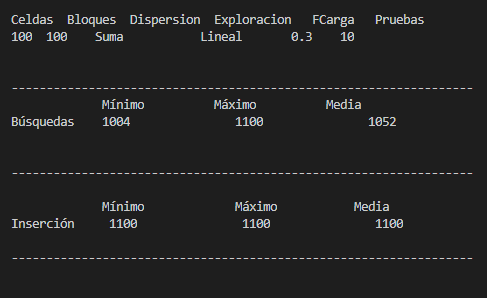 Celdas Bloques Dispersion Exploracion FCarga Pruebas
100 100 Suma Lineal 0.3 10
------------------------------------------------------------------
Mínimo Máximo Media
Búsquedas 1004 1100 1052
------------------------------------------------------------------
Mínimo Máximo Media
Inserción 1100 1100 1100
------------------------------------------------------------------